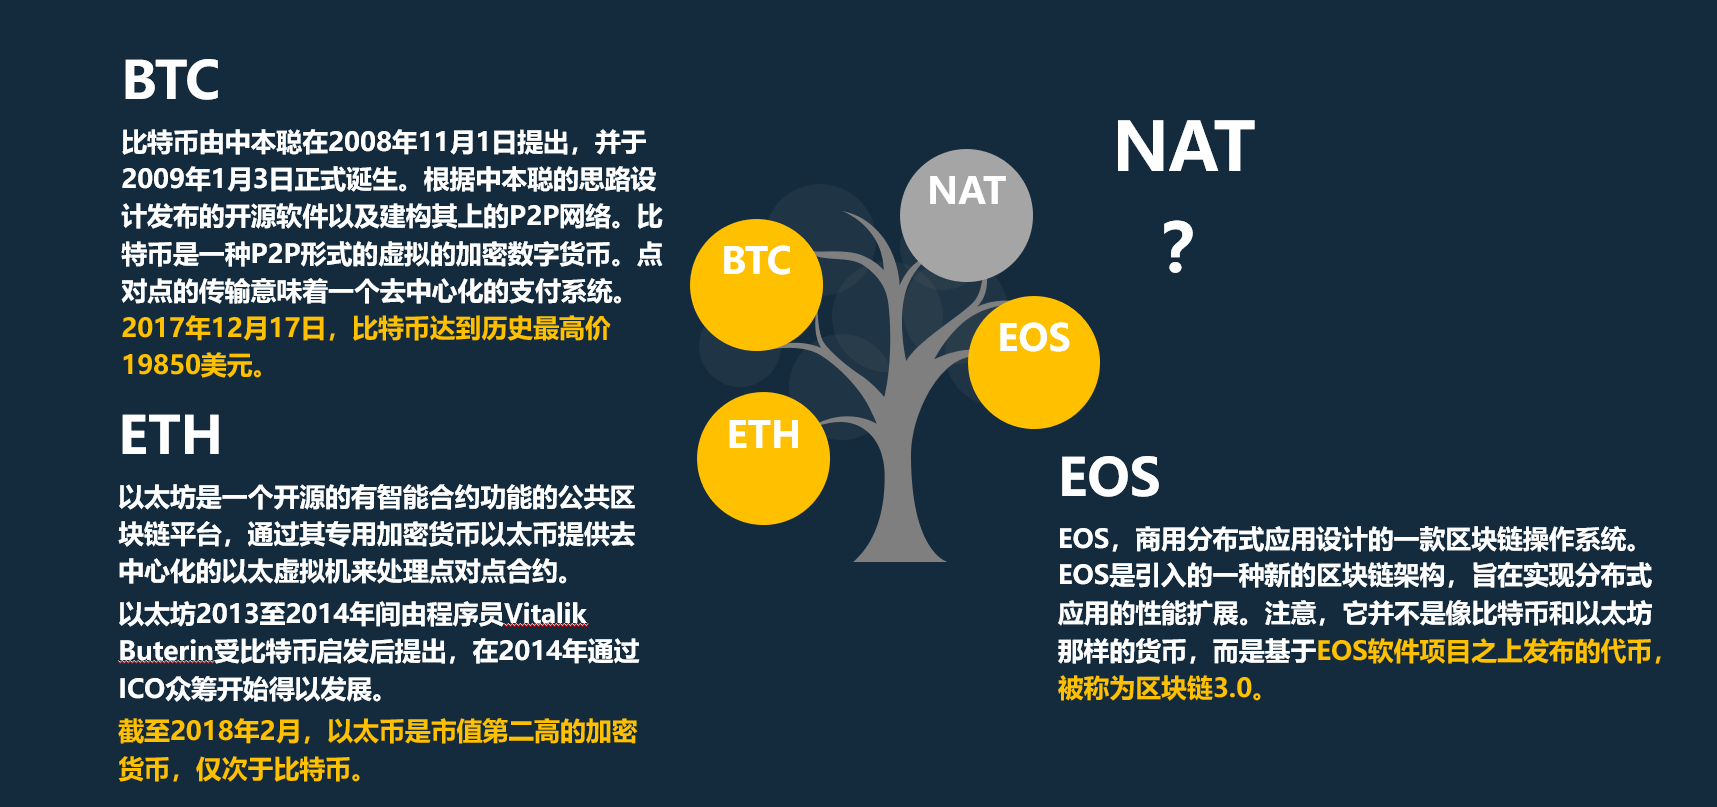 BTC
比特币由中本聪在2008年11月1日提出，并于
2009年1月3日正式诞生。根据中本聪的思路设
计发布的开源软件以及建构其上的P2P网络。比
特币是一种P2P形式的虚拟的加密数字货币。点
对点的传输意味着一个去中心化的支付系统。
2017年12月17日，比特币达到历史最高价
19850美元。
ETH
以太坊是一个开源的有智能合约功能的公共区
块链平台，通过其专用加密货币以太币提供去
中心化的以太虚拟机来处理点对点合约。
以太坊2013至2014年间由程序员Vitalik
Buterin受比特币启发后提出，在2014年通过
ICO众筹开始得以发展。
截至2018年2月，以太币是市值第二高的加密
货币，仅次于比特币。
NAT
BTC
EOS
ETH
NAT
？
EOS
EOS，商用分布式应用设计的一款区块链操作系统。
EOS是引入的一种新的区块链架构，旨在实现分布式
应用的性能扩展。注意，它并不是像比特币和以太坊
那样的货币，而是基于EOS软件项目之上发布的代币，
被称为区块链3.0。